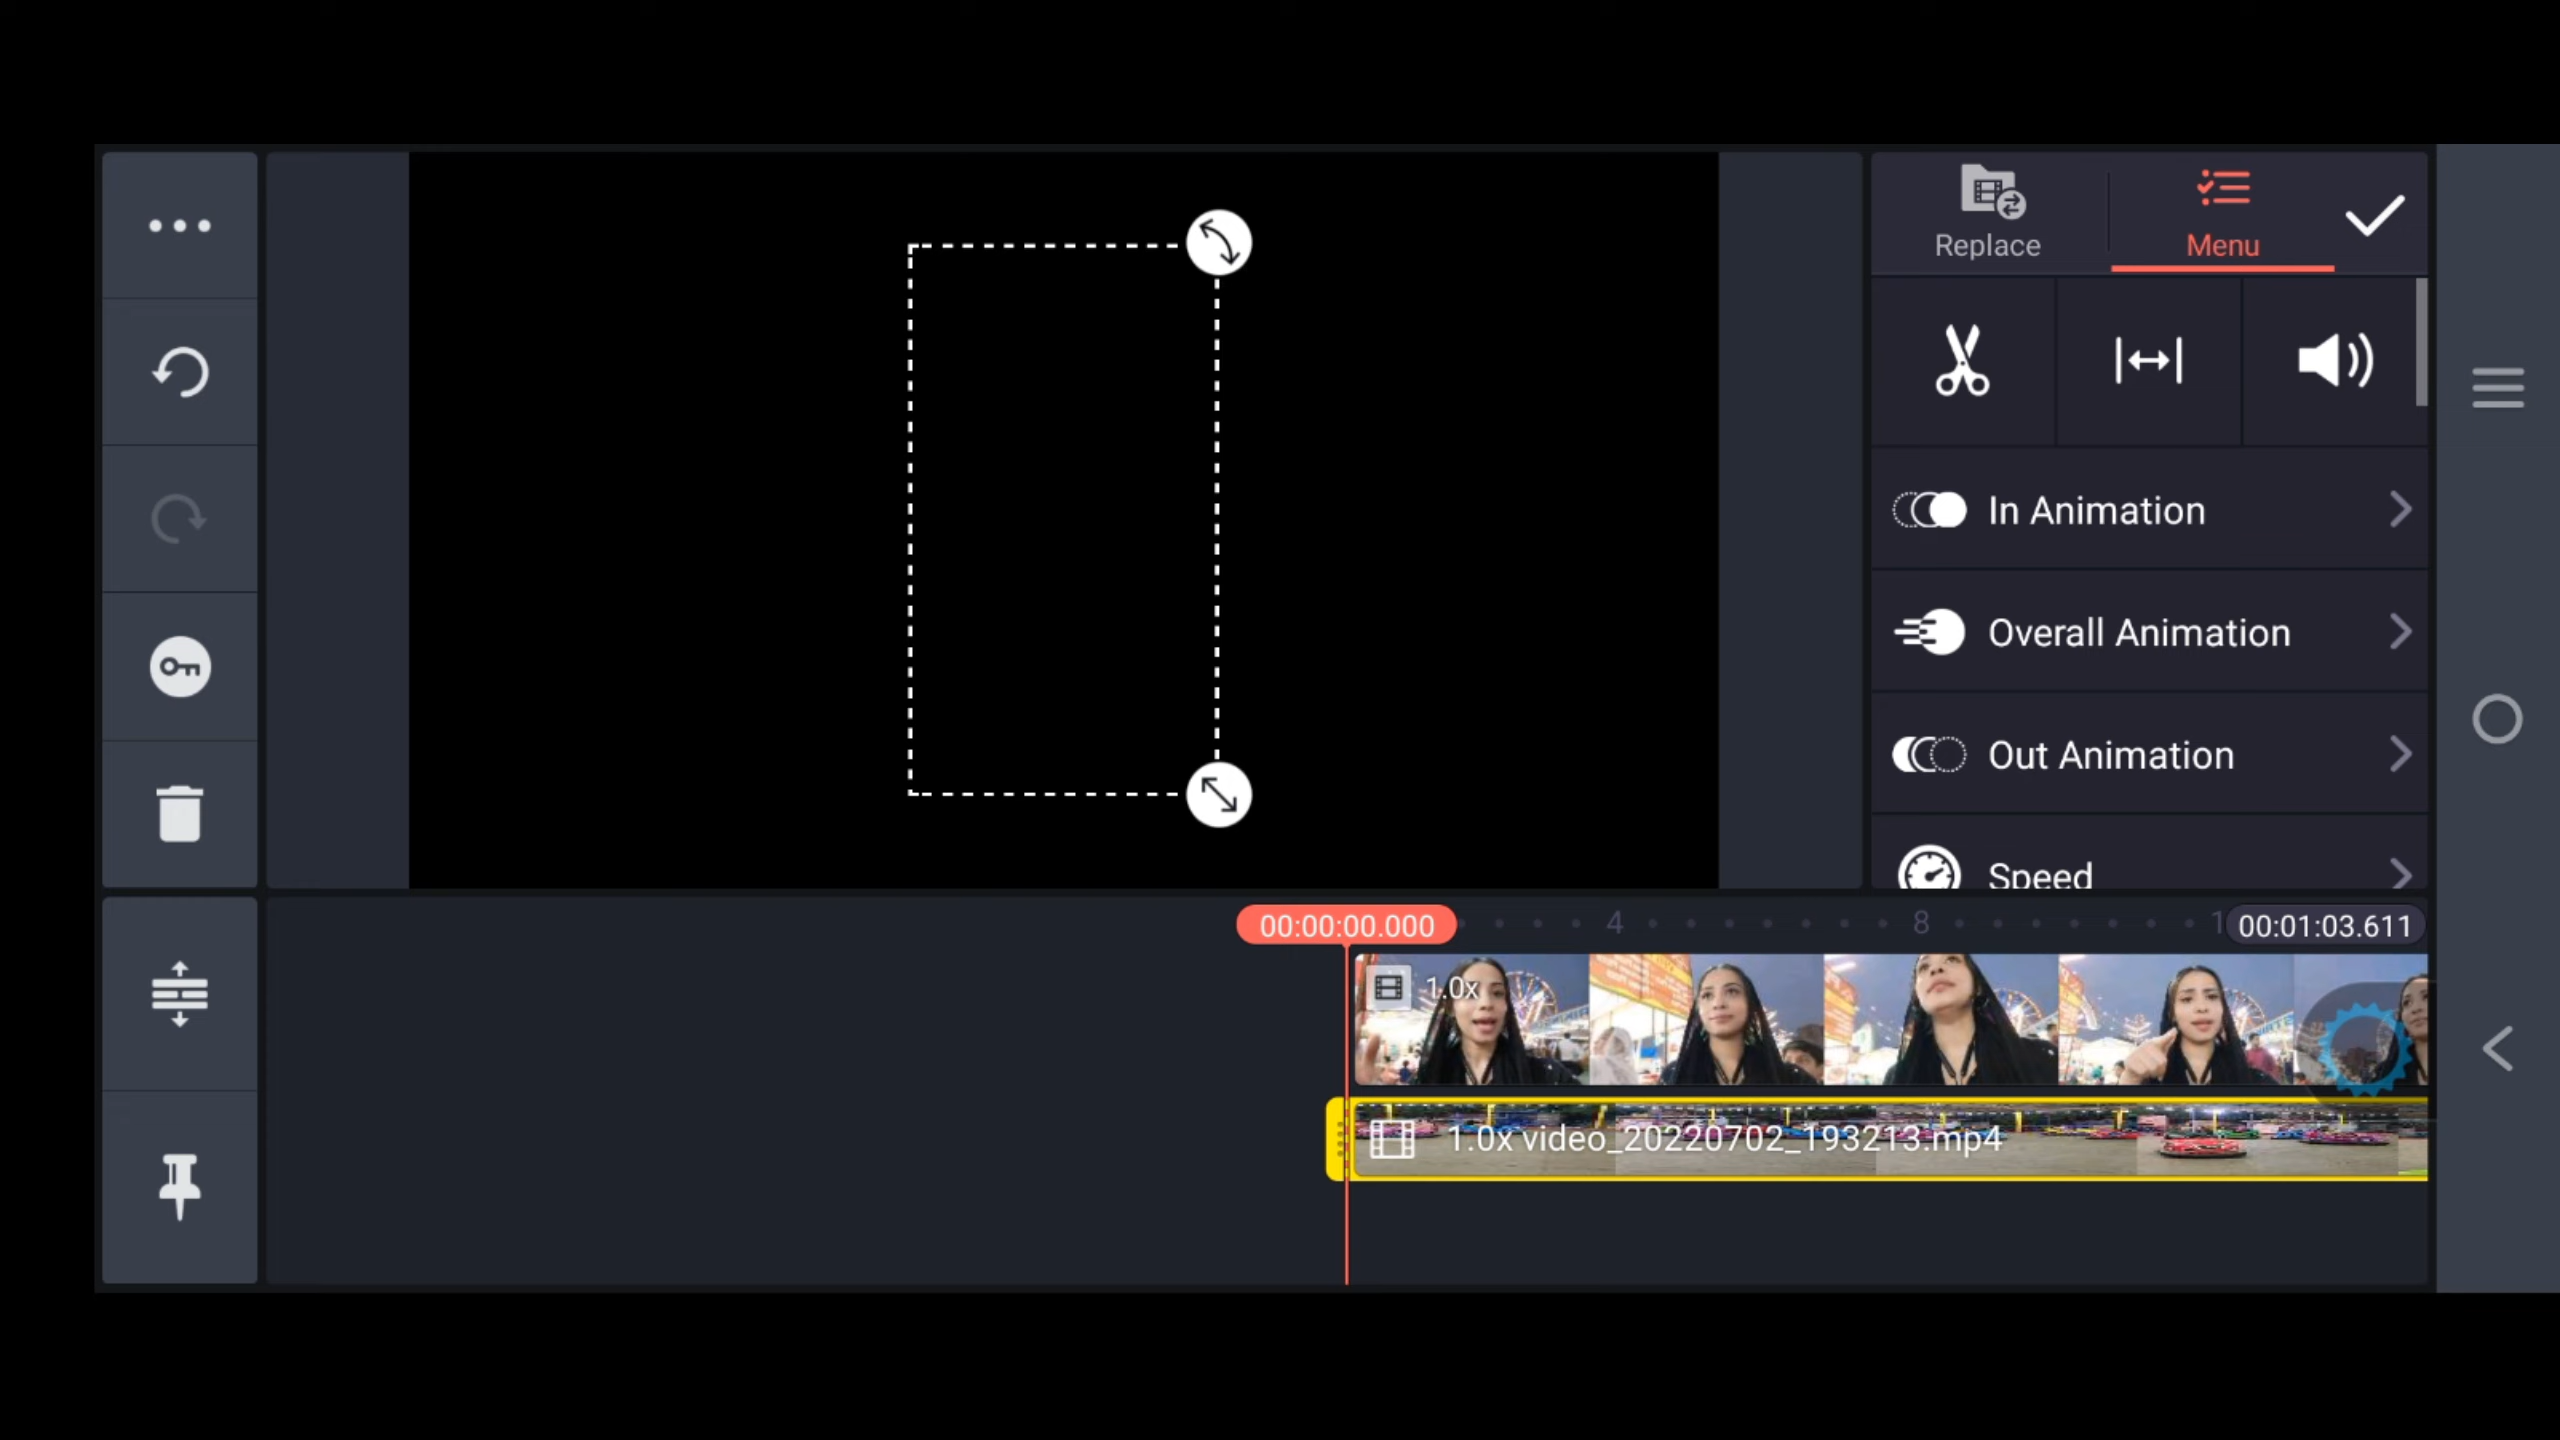 Replace
Menu
In Animation
Overall Animation
Out Animation
Speed
00:00:00.000
4
8
1
00:01:03.611
1.0x
1.0x video_20220702_193213.mp4